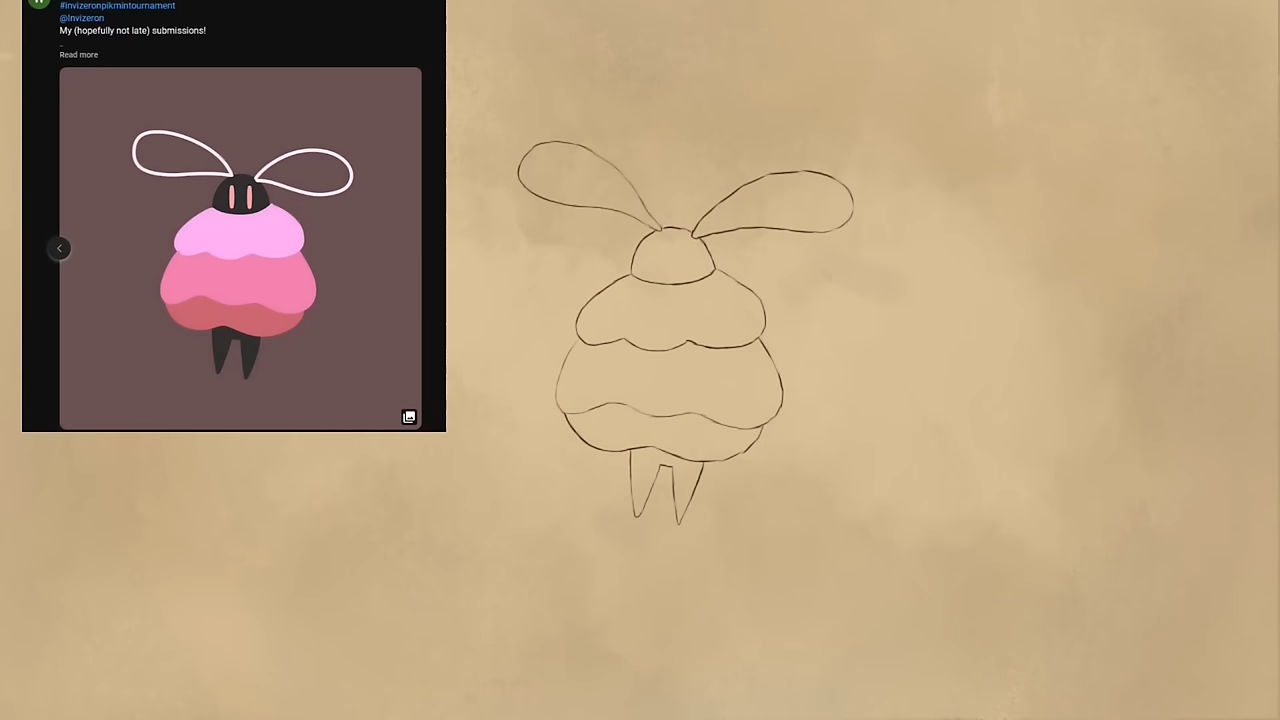 #invizeronpikmintournament
@Invizeron
My (hopefully not late) submissions!
..
Read more